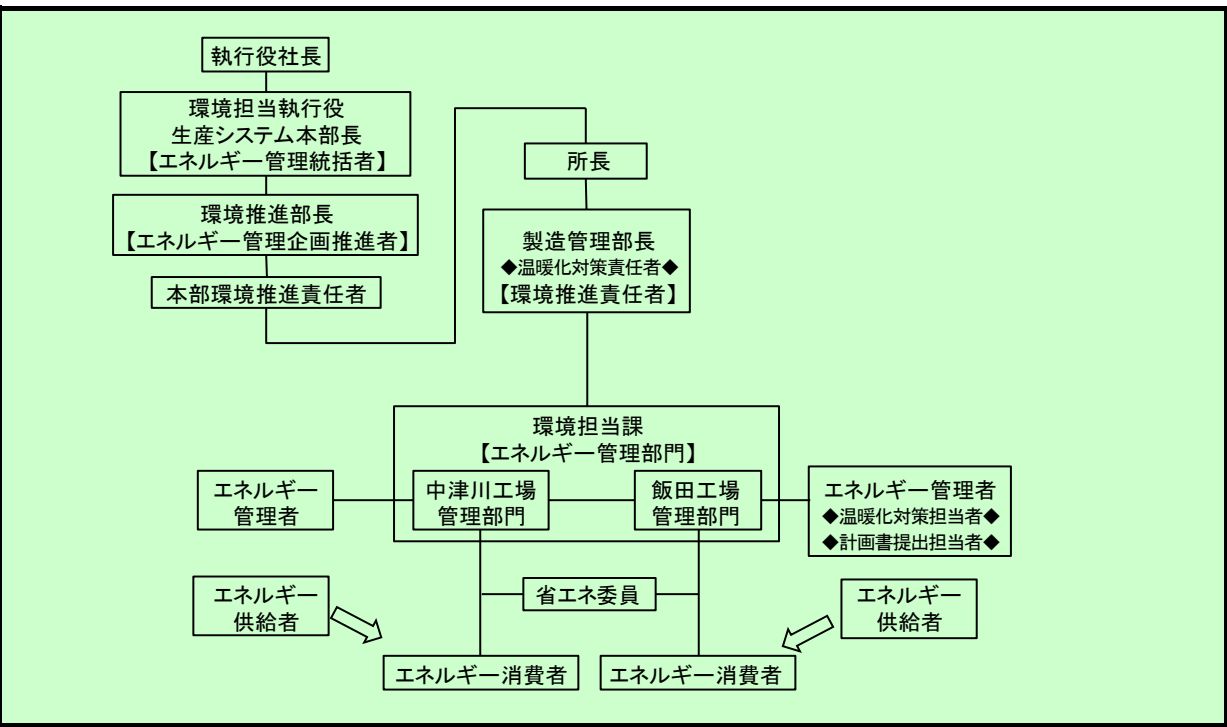 執行役社長
環境担当執行役
生産システム本部長
【エネルギー管理統括者】
環境推進部長
【エネルギー管理企画推進者】
本部環境推進責任者
所長
製造管理部長
◆温暖化対策責任者◆
【環境推進責任者】
環境担当課
【エネルギー管理部門】
エネルギー
管理者
中津川工場
管理部門
飯田工場
管理部門
エネルギー管理者
◆温暖化対策担当者◆
◆計画書提出担当者◆
エネルギー
供給者
省エネ委員
エネルギー
供給者
エネルギー消費者
エネルギー消費者